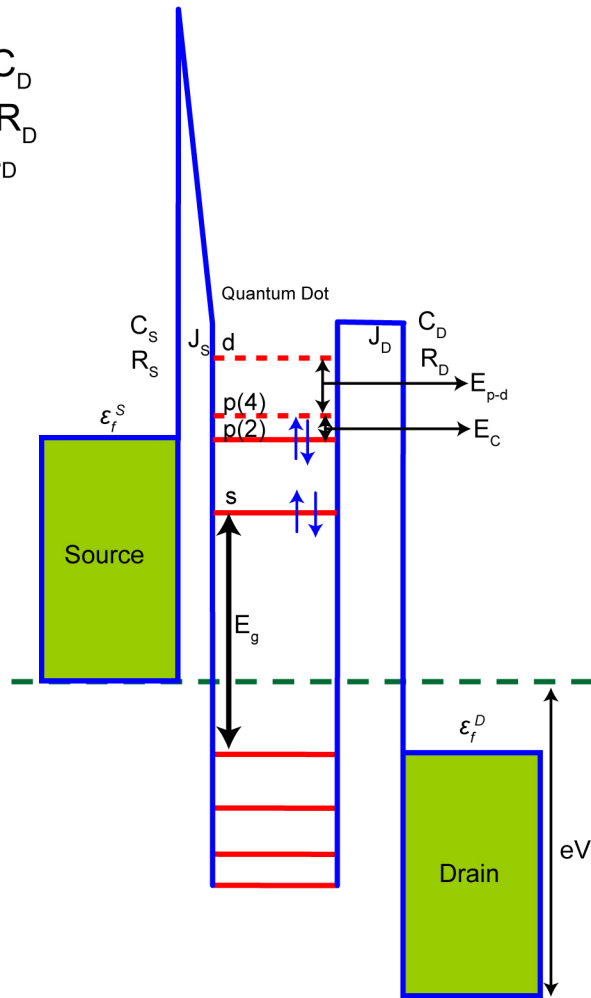 C_D
R_D
Quantum Dot
C_S
R_S
J_S
d
J_D
C_D
R_D
E_p-d
p(4)
p(2)
E_C
ε_f^S
s
Source
E_g
ε_f^D
Drain
eV